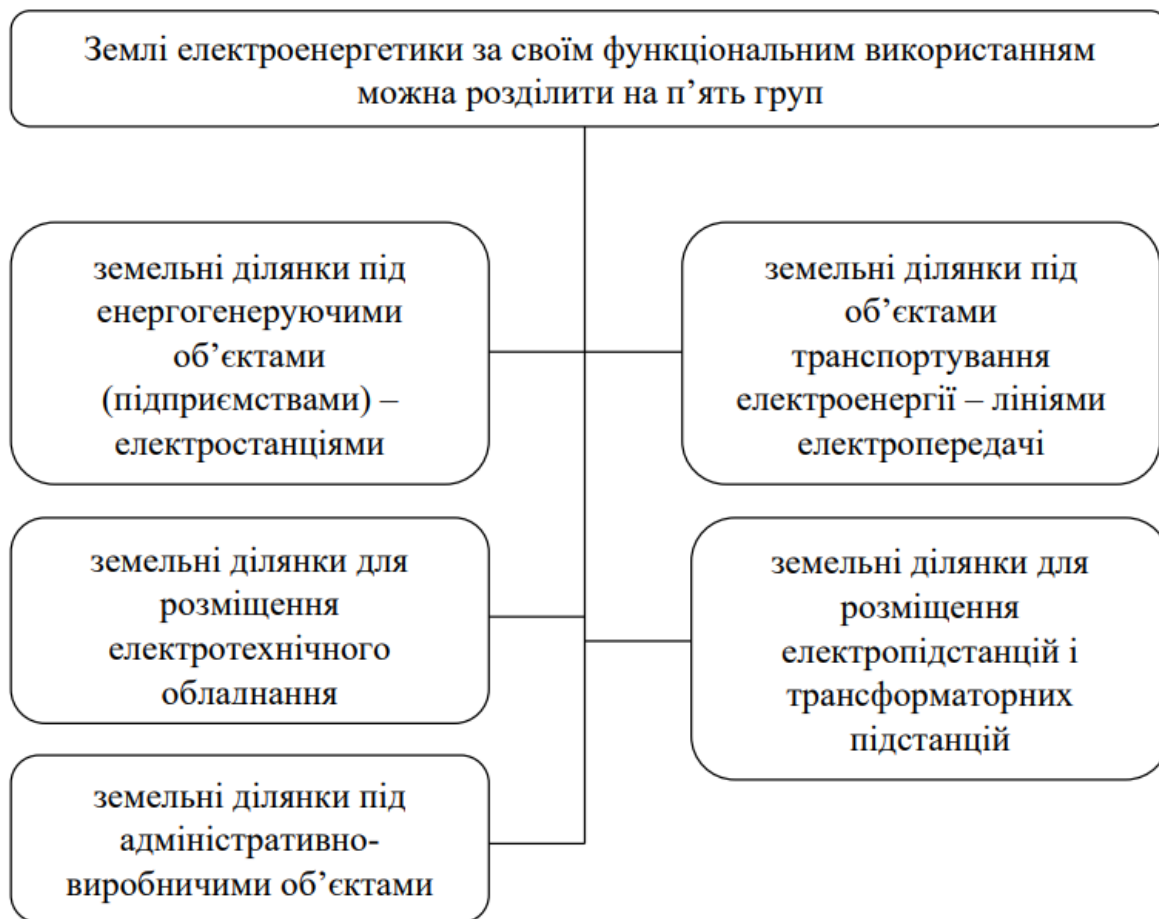 Землі електроенергетики за своїм функціональним використанням
можна розділити на п’ять груп
земельні ділянки під
енергогенеруючими
об’єктами
(підприємствами) –
електростанціями
земельні ділянки під
об’єктами
транспортування
електроенергії – лініями
електропередачі
земельні ділянки для
розміщення
електротехнічного
обладнання
земельні ділянки для
розміщення
електропідстанцій і
трансформаторних
підстанцій
земельні ділянки під
адміністративно-
виробничими об’єктами